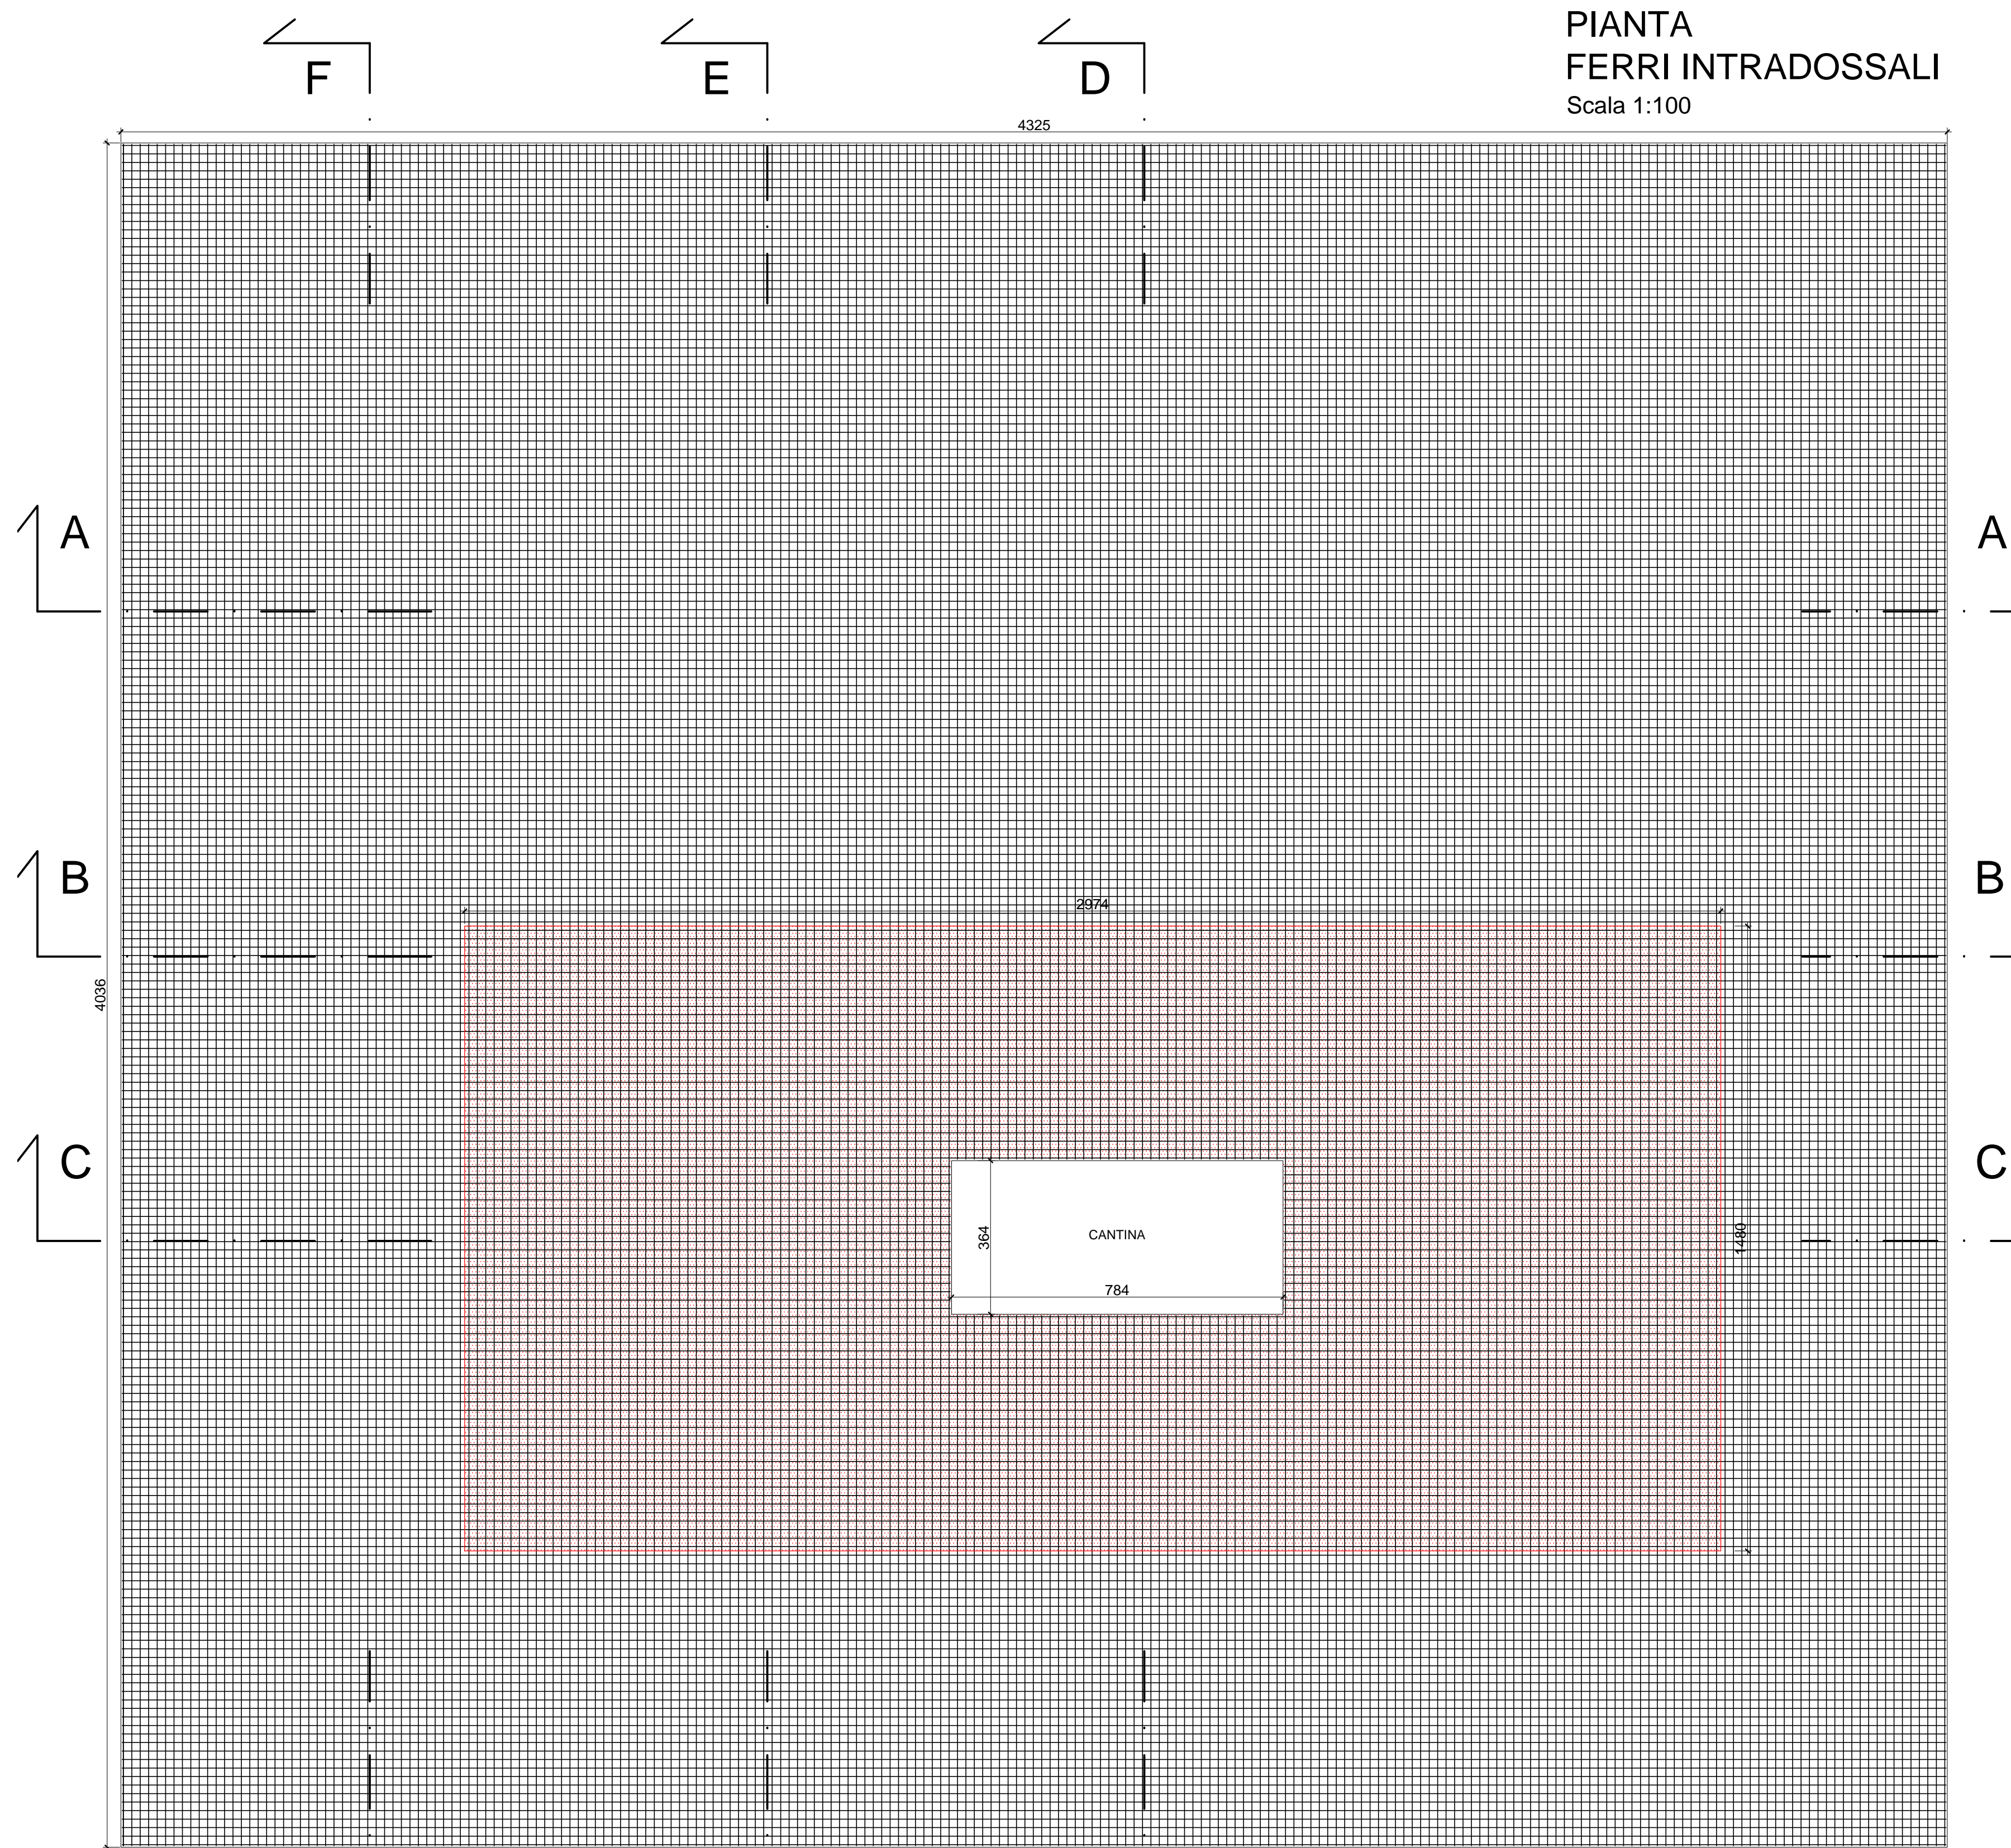 PIANTA
FERRI INTRADOSSALI
Scala 1:100
F
E
D
4325
A
A
B
B
2974
4036
C
C
364
CANTINA
1480
784